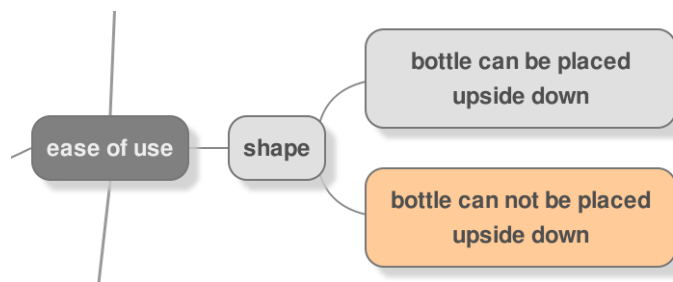 ease of use
shape
bottle can be placed
upside down
bottle can not be placed
upside down